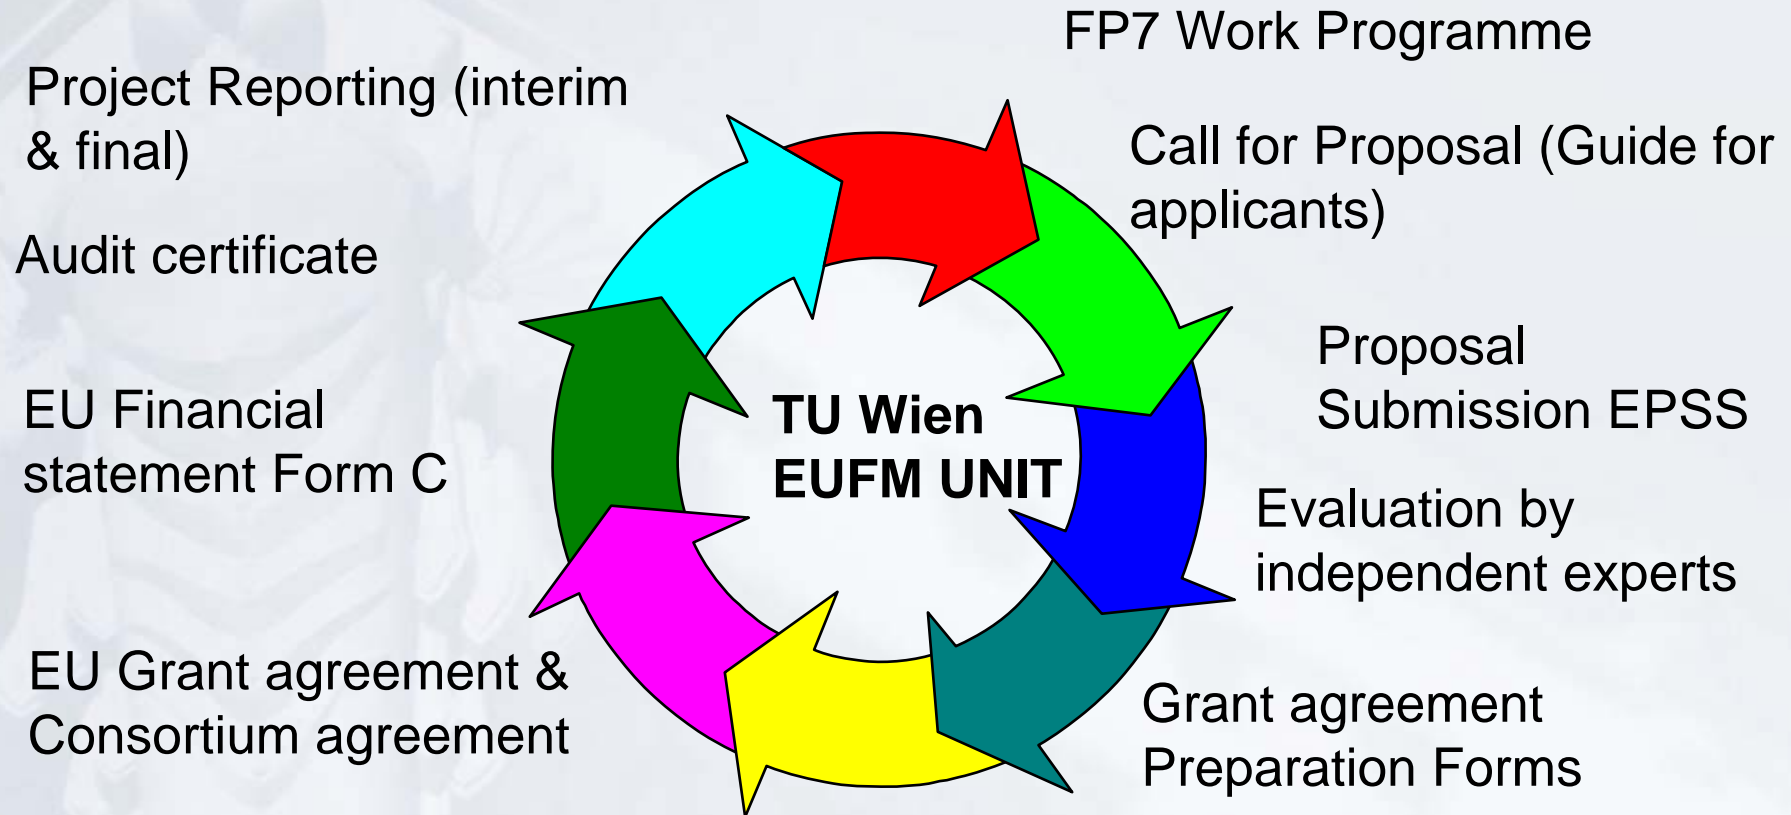 FP7 Work Programme
Call for Proposal (Guide for
applicants)
Proposal
Submission EPSS
Evaluation by
independent experts
Grant agreement
Preparation Forms
EU Grant agreement &
Consortium agreement
EU Financial
statement Form C
Audit certificate
Project Reporting (interim
& final)
TU Wien
EUFM UNIT